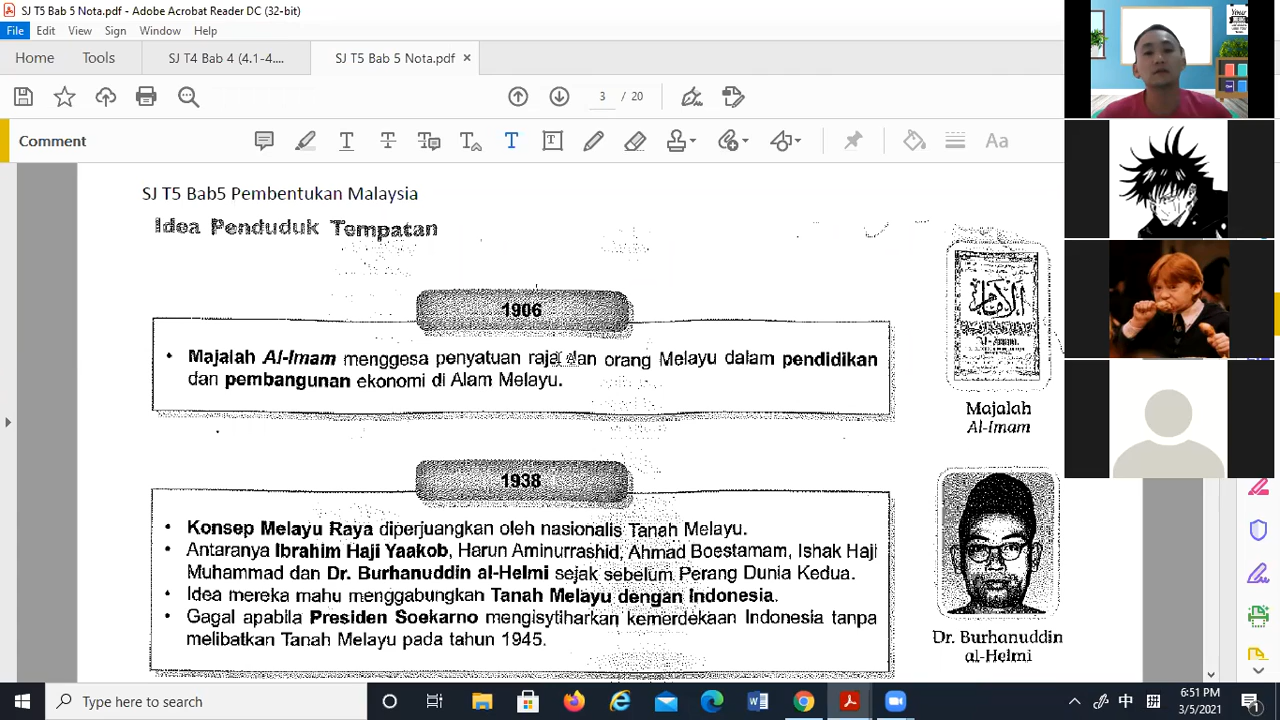 SJ T5 Bab 5 Nota.pdf - Adobe Acrobat Reader DC (32-bit)
File Edit View Sign Window Help
Home Tools SJ T4 Bab 4 (4.1-4.... SJ T5 Bab 5 Nota.pdf ×
3 / 20
Comment
Aa
SJ T5 Bab5 Pembentukan Malaysia
Idea Penduduk Tempatan
1906
• Majalah Al-Imam menggesa penyatuan raja dan orang Melayu dalam pendidikan
dan pembangunan ekonomi di Alam Melayu.
Majalah
Al-Imam
1938
• Konsep Melayu Raya diperjuangkan oleh nasionalis Tanah Melayu.
• Antaranya Ibrahim Haji Yaakob, Harun Aminurrashid, Ahmad Boestamam, Ishak Haji
Muhammad dan Dr. Burhanuddin al-Helmi sejak sebelum Perang Dunia Kedua.
• Idea mereka mahu menggabungkan Tanah Melayu dengan Indonesia.
• Gagal apabila Presiden Soekarno mengisytiharkan kemerdekaan Indonesia tanpa
melibatkan Tanah Melayu pada tahun 1945.
Dr. Burhanuddin
al-Helmi
Type here to search
中
拼
6:51 PM
3/5/2021